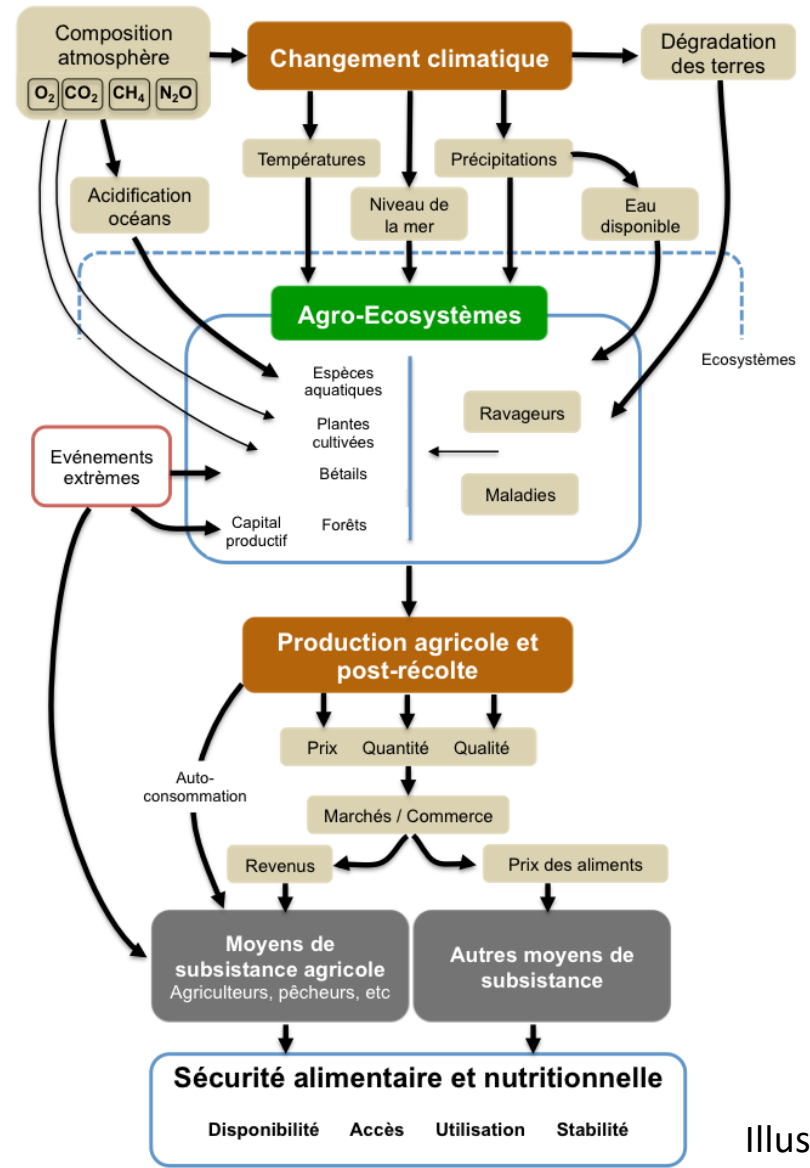 Composition
atmosphère
O2 CO2 CH4 N2O
Changement climatique
Dégradation
des terres
Températures
Précipitations
Acidification
océans
Niveau de
la mer
Eau
disponible
Agro-Ecosystèmes
Ecosystèmes
Espèces
aquatiques
Plantes
cultivées
Bétails
Forêts
Ravageurs
Maladies
Evénements
extrêmes
Capital
productif
Production agricole et
post-récolte
Prix Quantité Qualité
Auto-
consommation
Marchés / Commerce
Revenus
Prix des aliments
Moyens de
subsistance agricole
Agriculteurs, pêcheurs, etc
Autres moyens de
subsistance
Sécurité alimentaire et nutritionnelle
Disponibilité Accès Utilisation Stabilité
Illus